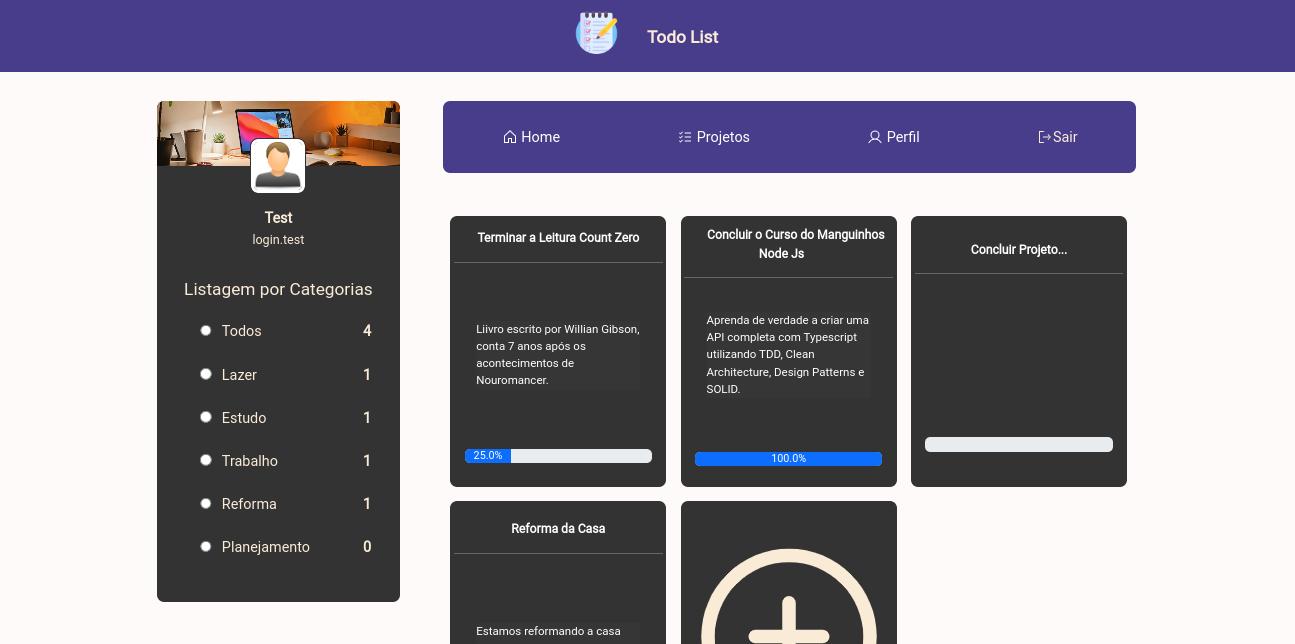 Todo List
Home
Projetos
Perfil
Sair
Test
login.test
Listagem por Categorias
Todos 4
Lazer 1
Estudo 1
Trabalho 1
Reforma 1
Planejamento 0
Terminar a Leitura Count Zero
Liivro escrito por Willian Gibson,
conta 7 anos após os
acontecimentos de
Nouromancer.
25.0%
Concluir o Curso do Manguinhos
Node Js
Aprenda de verdade a criar uma
API completa com Typescript
utilizando TDD, Clean
Architecture, Design Patterns e
SOLID.
100.0%
Concluir Projeto...
Reforma da Casa
Estamos reformando a casa